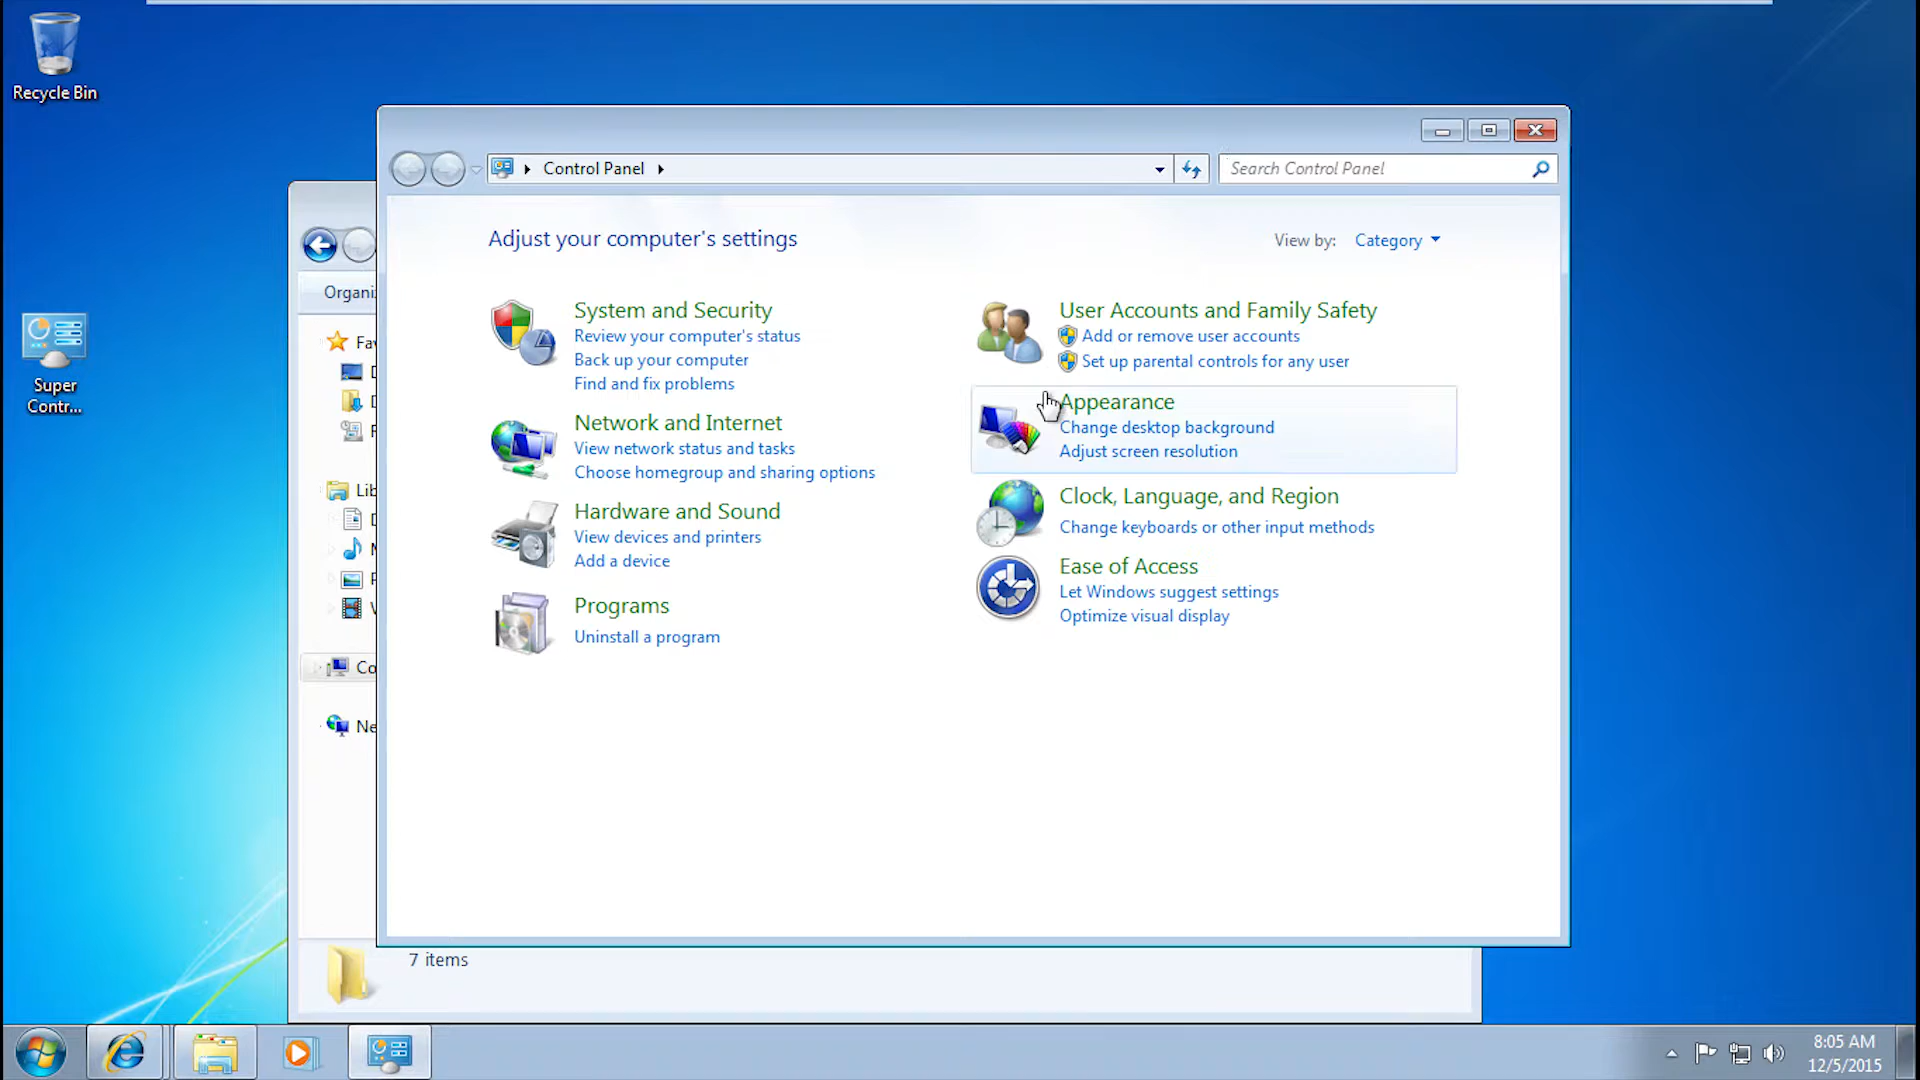 Recycle Bin
Super
Contr...
Organi
Fav
Lib
Co
Ne
7 items
Control Panel
Search Control Panel
Adjust your computer's settings
View by: Category
System and Security
Review your computer's status
Back up your computer
Find and fix problems
Network and Internet
View network status and tasks
Choose homegroup and sharing options
Hardware and Sound
View devices and printers
Add a device
Programs
Uninstall a program
User Accounts and Family Safety
Add or remove user accounts
Set up parental controls for any user
Appearance
Change desktop background
Adjust screen resolution
Clock, Language, and Region
Change keyboards or other input methods
Ease of Access
Let Windows suggest settings
Optimize visual display
8:05 AM
12/5/2015